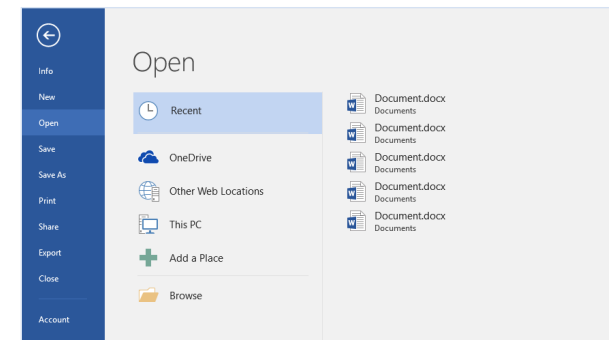 Info
New
Open
Save
Save As
Print
Share
Export
Close
Account
Open
Recent
OneDrive
Other Web Locations
This PC
Add a Place
Browse
Document.docx
Documents
Document.docx
Documents
Document.docx
Documents
Document.docx
Documents
Document.docx
Documents